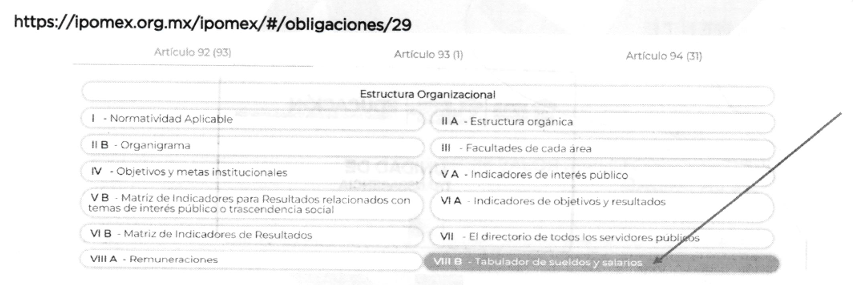 https://ipomex.org.mx/ipomex/#/obligaciones/29
Artículo 92 (93) Artículo 93 (1) Artículo 94 (31)
Estructura Organizacional
I - Normatividad Aplicable
II A - Estructura orgánica
II B - Organigrama
III - Facultades de cada área
IV - Objetivos y metas institucionales
V A - Indicadores de interés público
V B - Matriz de Indicadores para Resultados relacionados con
temas de interés público o trascendencia social
VI A - Indicadores de objetivos y resultados
VI B - Matriz de Indicadores de Resultados
VII - El directorio de todos los servidores públicos
VIII A - Remuneraciones
VIII B - Tabulador de sueldos y salarios